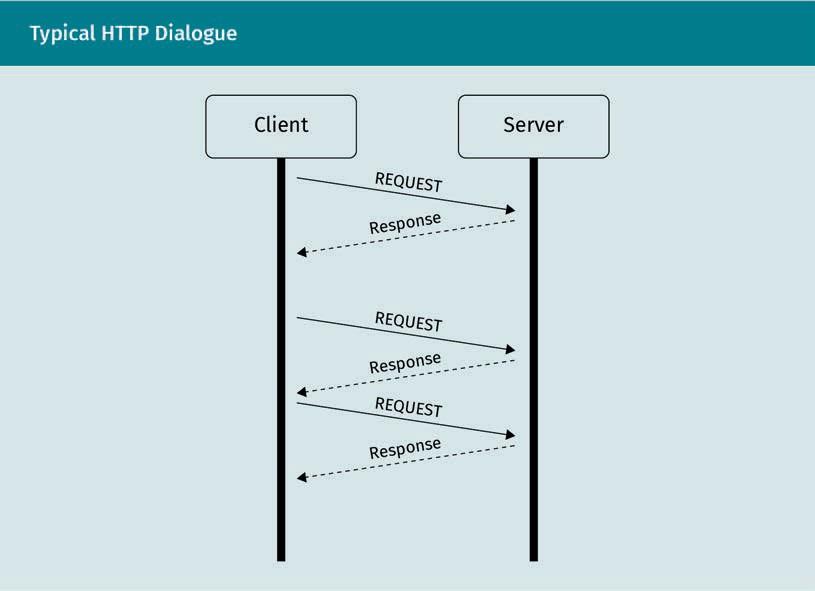 Typical HTTP Dialogue
Client
Server
REQUEST
Response
REQUEST
Response
REQUEST
Response